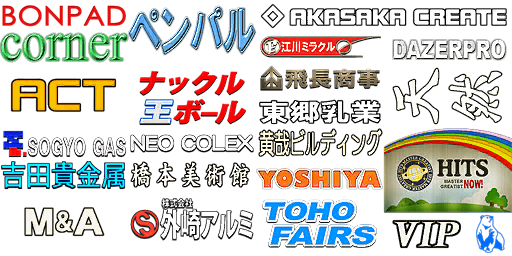 BONPAD
corner
ペンパル
AKASAKA CREATE
江川ミラクル
DAZERPRO
ACT
ナックル
王ボール
飛長商事
東郷乳業
天然
SOGYO GAS
NEO COLEX
黄哉ビルディング
HITS
MASTER
GREATIST NOW!
吉田貴金属
橋本美術館
YOSHIYA
M&A
株式会社
S外崎アルミ
TOHO
FAIRS
VIP